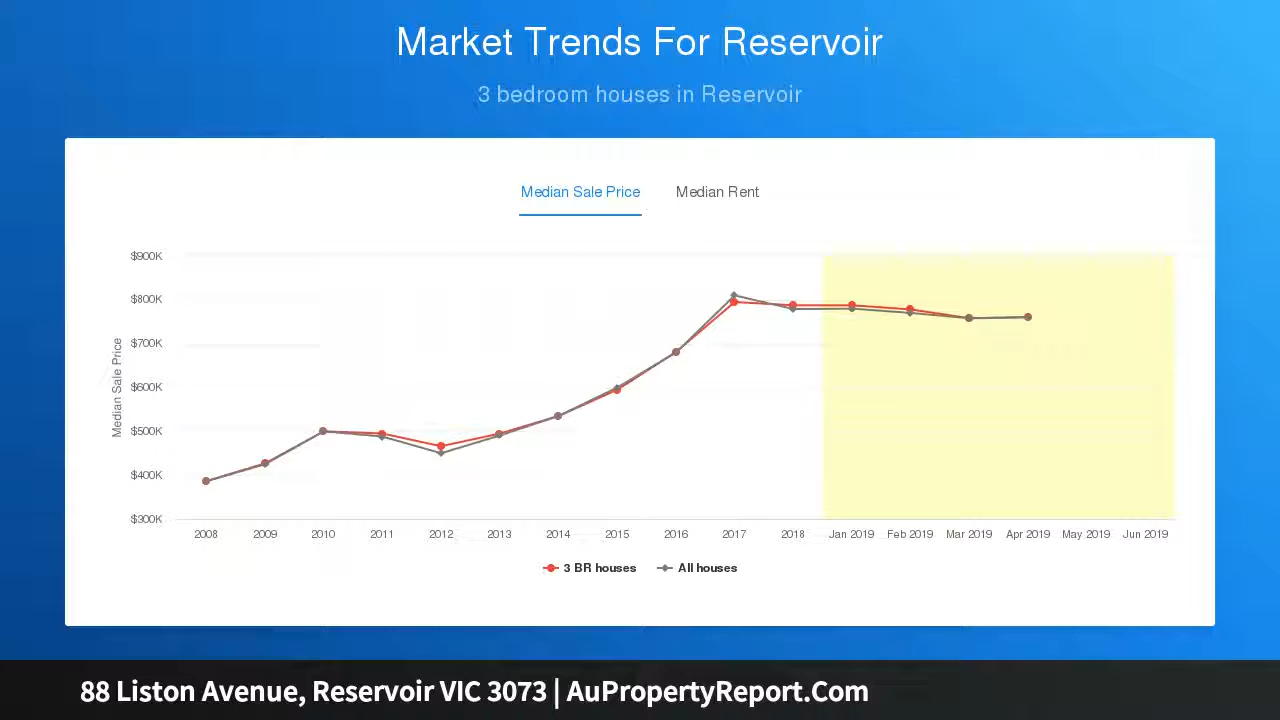 Market Trends For Reservoir
3 bedroom houses in Reservoir
Median Sale Price Median Rent
$900K
$800K
$700K
$600K
$500K
$400K
$300K
Median Sale Price
2008 2009 2010 2011 2012 2013 2014 2015 2016 2017 2018 Jan 2019 Feb 2019 Mar 2019 Apr 2019 May 2019 Jun 2019
3 BR houses All houses
88 Liston Avenue, Reservoir VIC 3073 | AuPropertyReport.Com